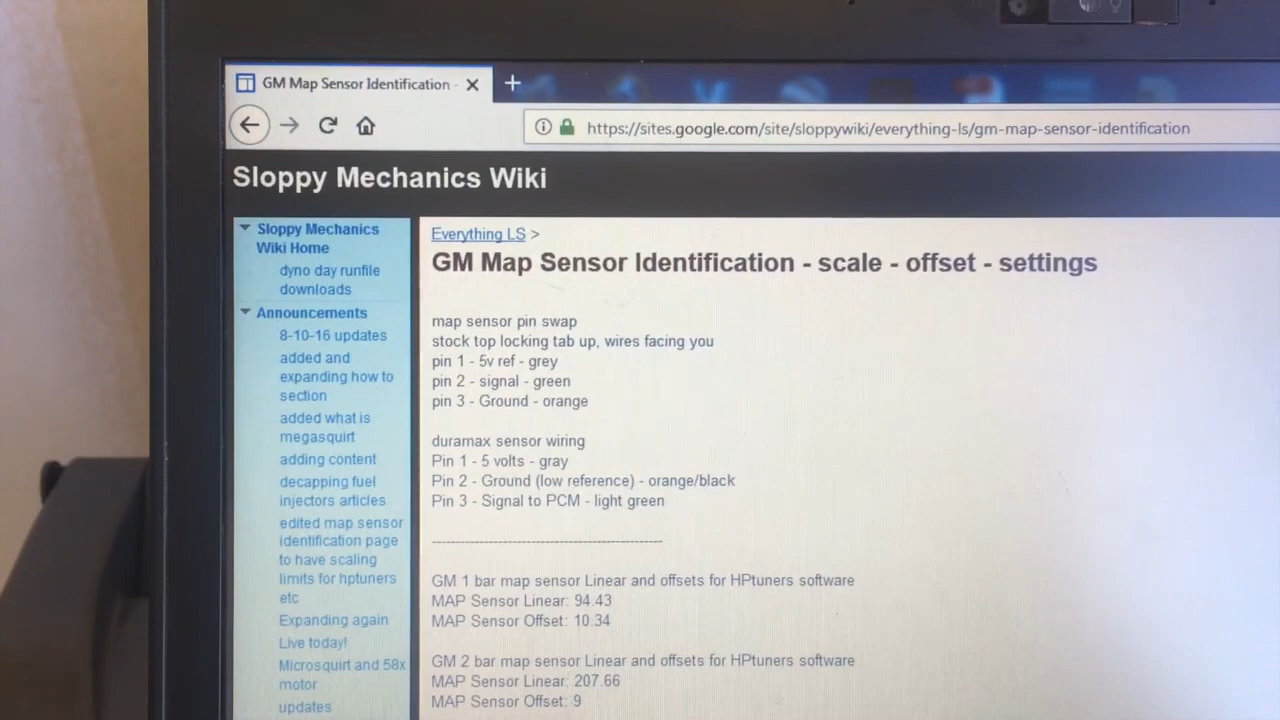 GM Map Sensor Identification -
https://sites.google.com/site/sloppywiki/everything-ls/gm-map-sensor-identification
Sloppy Mechanics Wiki
Sloppy Mechanics
Wiki Home
dyno day runfile
downloads
Announcements
8-10-16 updates
added and
expanding how to
section
added what is
megasquirt
adding content
decapping fuel
injectors articles
edited map sensor
identification page
to have scaling
limits for hptuners
etc
Expanding again
Live today!
Microsquirt and 58x
motor
updates
Everything LS >
GM Map Sensor Identification - scale - offset - settings
map sensor pin swap
stock top locking tab up, wires facing you
pin 1 - 5v ref - grey
pin 2 - signal - green
pin 3 - Ground - orange
duramax sensor wiring
Pin 1 - 5 volts - gray
Pin 2 - Ground (low reference) - orange/black
Pin 3 - Signal to PCM - light green
------------------------------------------------
GM 1 bar map sensor Linear and offsets for HPtuners software
MAP Sensor Linear: 94.43
MAP Sensor Offset: 10.34
GM 2 bar map sensor Linear and offsets for HPtuners software
MAP Sensor Linear: 207.66
MAP Sensor Offset: 9